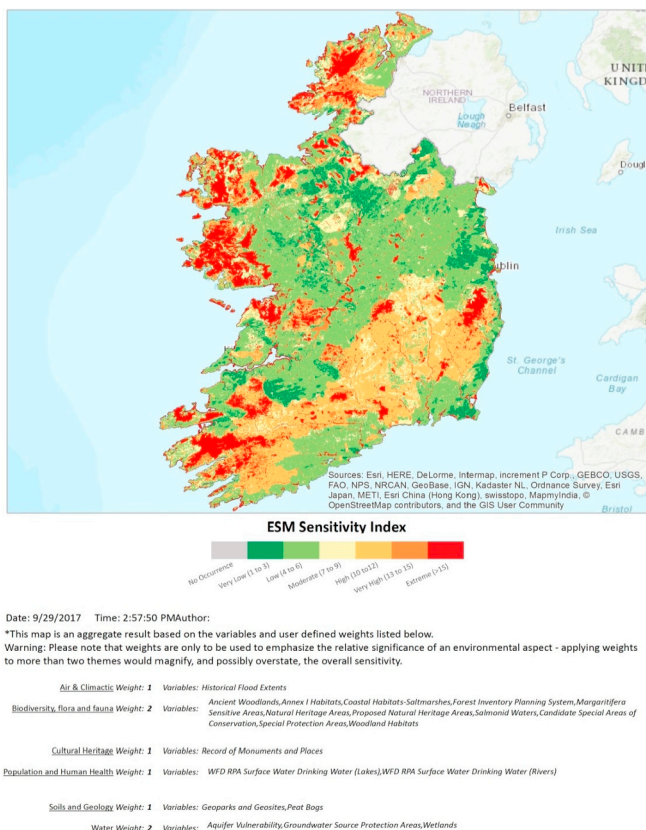 UNIT
KINGD
NORTHERN
IRELAND
Belfast
Lough
Neagh
Dougl
Irish Sea
ublin
St. George's
Channel
Cardigan
Bay
CAMB
Sources: Esri, HERE, DeLorme, Intermap, increment P Corp., GEBCO, USGS,
FAO, NPS, NRCAN, GeoBase, IGN, Kadaster NL, Ordnance Survey, Esri
Japan, METI, Esri China (Hong Kong), swisstopo, MapmyIndia, ©
OpenStreetMap contributors, and the GIS User Community
Bristol
ESM Sensitivity Index
No Occurrence
Very Low (1 to 3)
Low (4 to 6)
Moderate (7 to 9)
High (10 to12)
Very High (13 to 15)
Extreme (>15)
Date: 9/29/2017 Time: 2:57:50 PMAuthor:
*This map is an aggregate result based on the variables and user defined weights listed below.
Warning: Please note that weights are only to be used to emphasize the relative significance of an environmental aspect - applying weights
to more than two themes would magnify, and possibly overstate, the overall sensitivity.
Air & Climactic Weight: 1 Variables: Historical Flood Extents
Biodiversity, flora and fauna Weight: 2 Variables: Ancient Woodlands,Annex I Habitats,Coastal Habitats-Saltmarshes,Forest Inventory Planning System,Margaritifera
Sensitive Areas,Natural Heritage Areas,Proposed Natural Heritage Areas,Salmonid Waters,Candidate Special Areas of
Conservation,Special Protection Areas,Woodland Habitats
Cultural Heritage Weight: 1 Variables: Record of Monuments and Places
Population and Human Health Weight: 1 Variables: WFD RPA Surface Water Drinking Water (Lakes),WFD RPA Surface Water Drinking Water (Rivers)
Soils and Geology Weight: 1 Variables: Geoparks and Geosites,Peat Bogs
Water Weight: 2 Variables: Aquifer Vulnerability,Groundwater Source Protection Areas,Wetlands